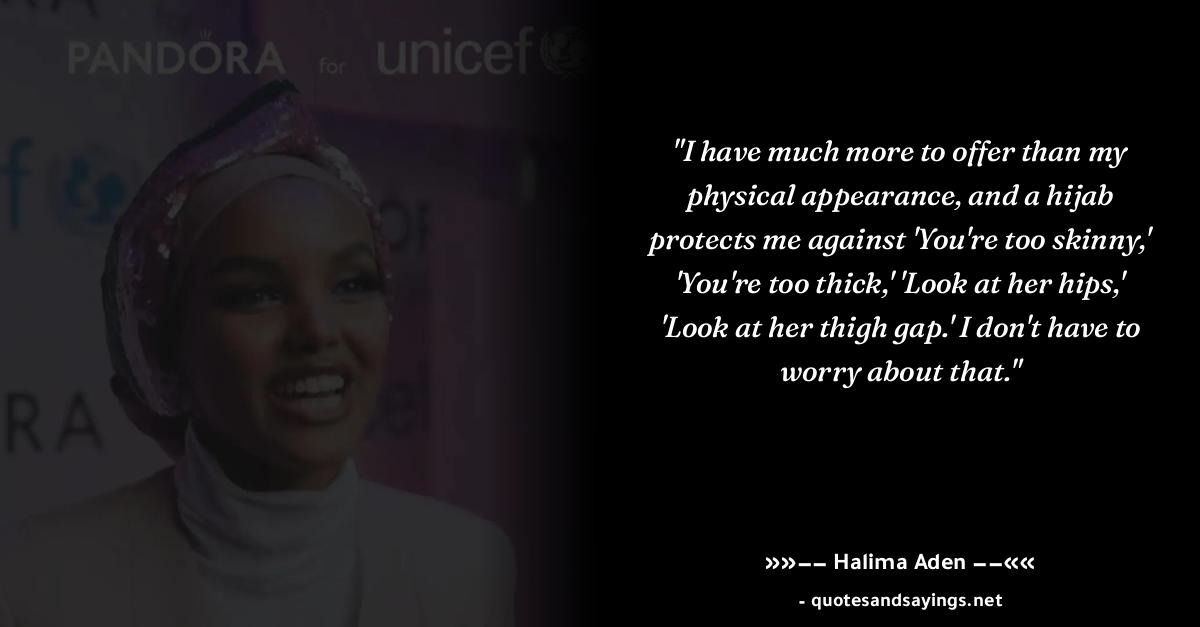 PANDORA for unicef
"I have much more to offer than my
physical appearance, and a hijab
protects me against 'You're too skinny,'
'You're too thick,' 'Look at her hips,'
'Look at her thigh gap.' I don't have to
worry about that."
f
or
RA
cef
»»−− Halima Aden −−««
- quotesandsayings.net